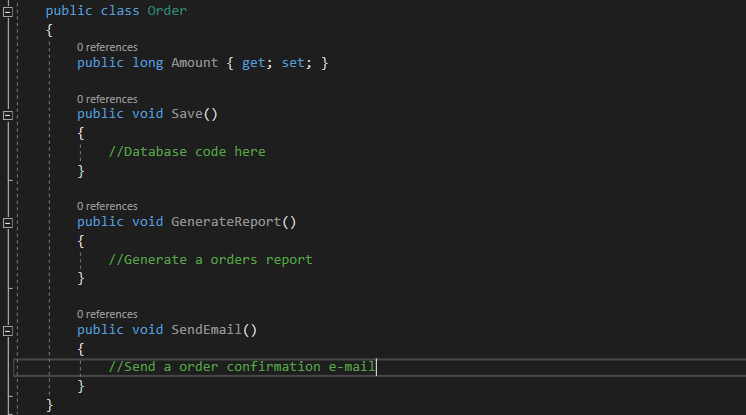 public class Order
{
0 references
public long Amount { get; set; }
0 references
public void Save()
{
//Database code here
}
0 references
public void GenerateReport()
{
//Generate a orders report
}
0 references
public void SendEmail()
{
//Send a order confirmation e-mail
}
}